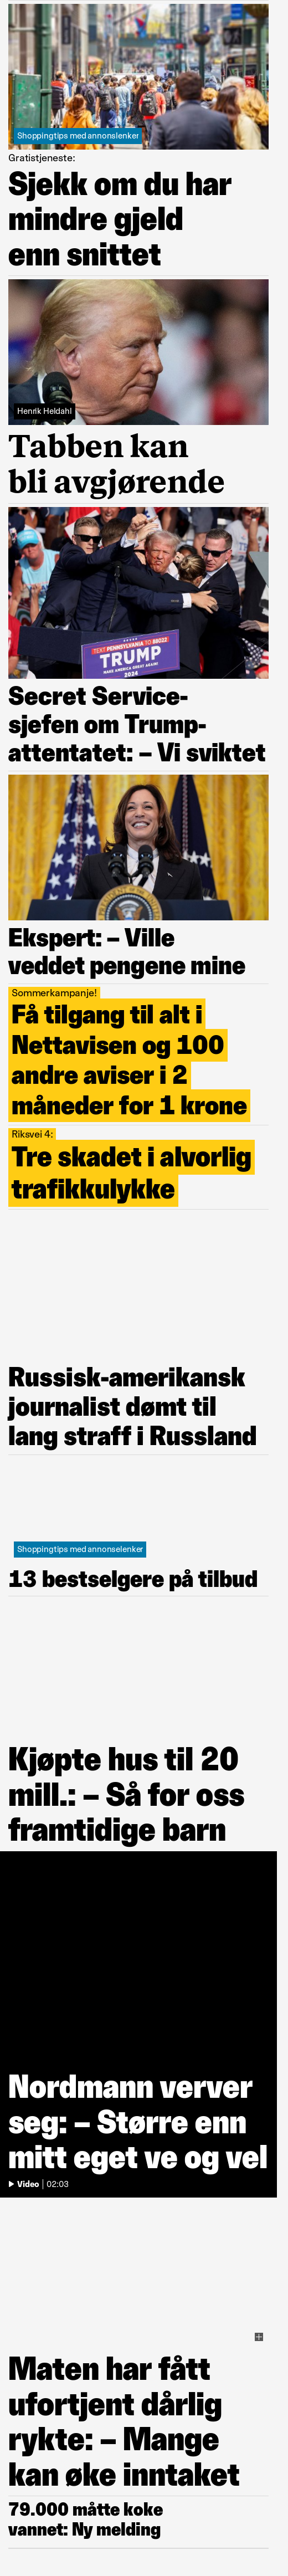 Shoppingtips med annonslenker
Gratistjeneste:
Sjekk om du har
mindre gjeld
enn snittet
Henrik Heldahl
Tabben kan
bli avgjørende
TEXT PENNSYLVANIA TO 88022
TRUMP
MAKE AMERICA GREAT AGAIN!
2024
Secret Service-
sjefen om Trump-
attentatet: – Vi sviktet
Ekspert: – Ville
veddet pengene mine
Sommerkampanje!
Få tilgang til alt i
Nettavisen og 100
andre aviser i 2
måneder for 1 krone
Riksvei 4:
Tre skadet i alvorlig
trafikkulykke
Russisk-amerikansk
journalist dømt til
lang straff i Russland
Shoppingtips med annonselenker
13 bestselgere på tilbud
Kjøpte hus til 20
mill.: – Så for oss
framtidige barn
Nordmann verver
seg: – Større enn
mitt eget ve og vel
Video | 02:03
Maten har fått
ufortjent dårlig
rykte: – Mange
kan øke inntaket
79.000 måtte koke
vannet: Ny melding